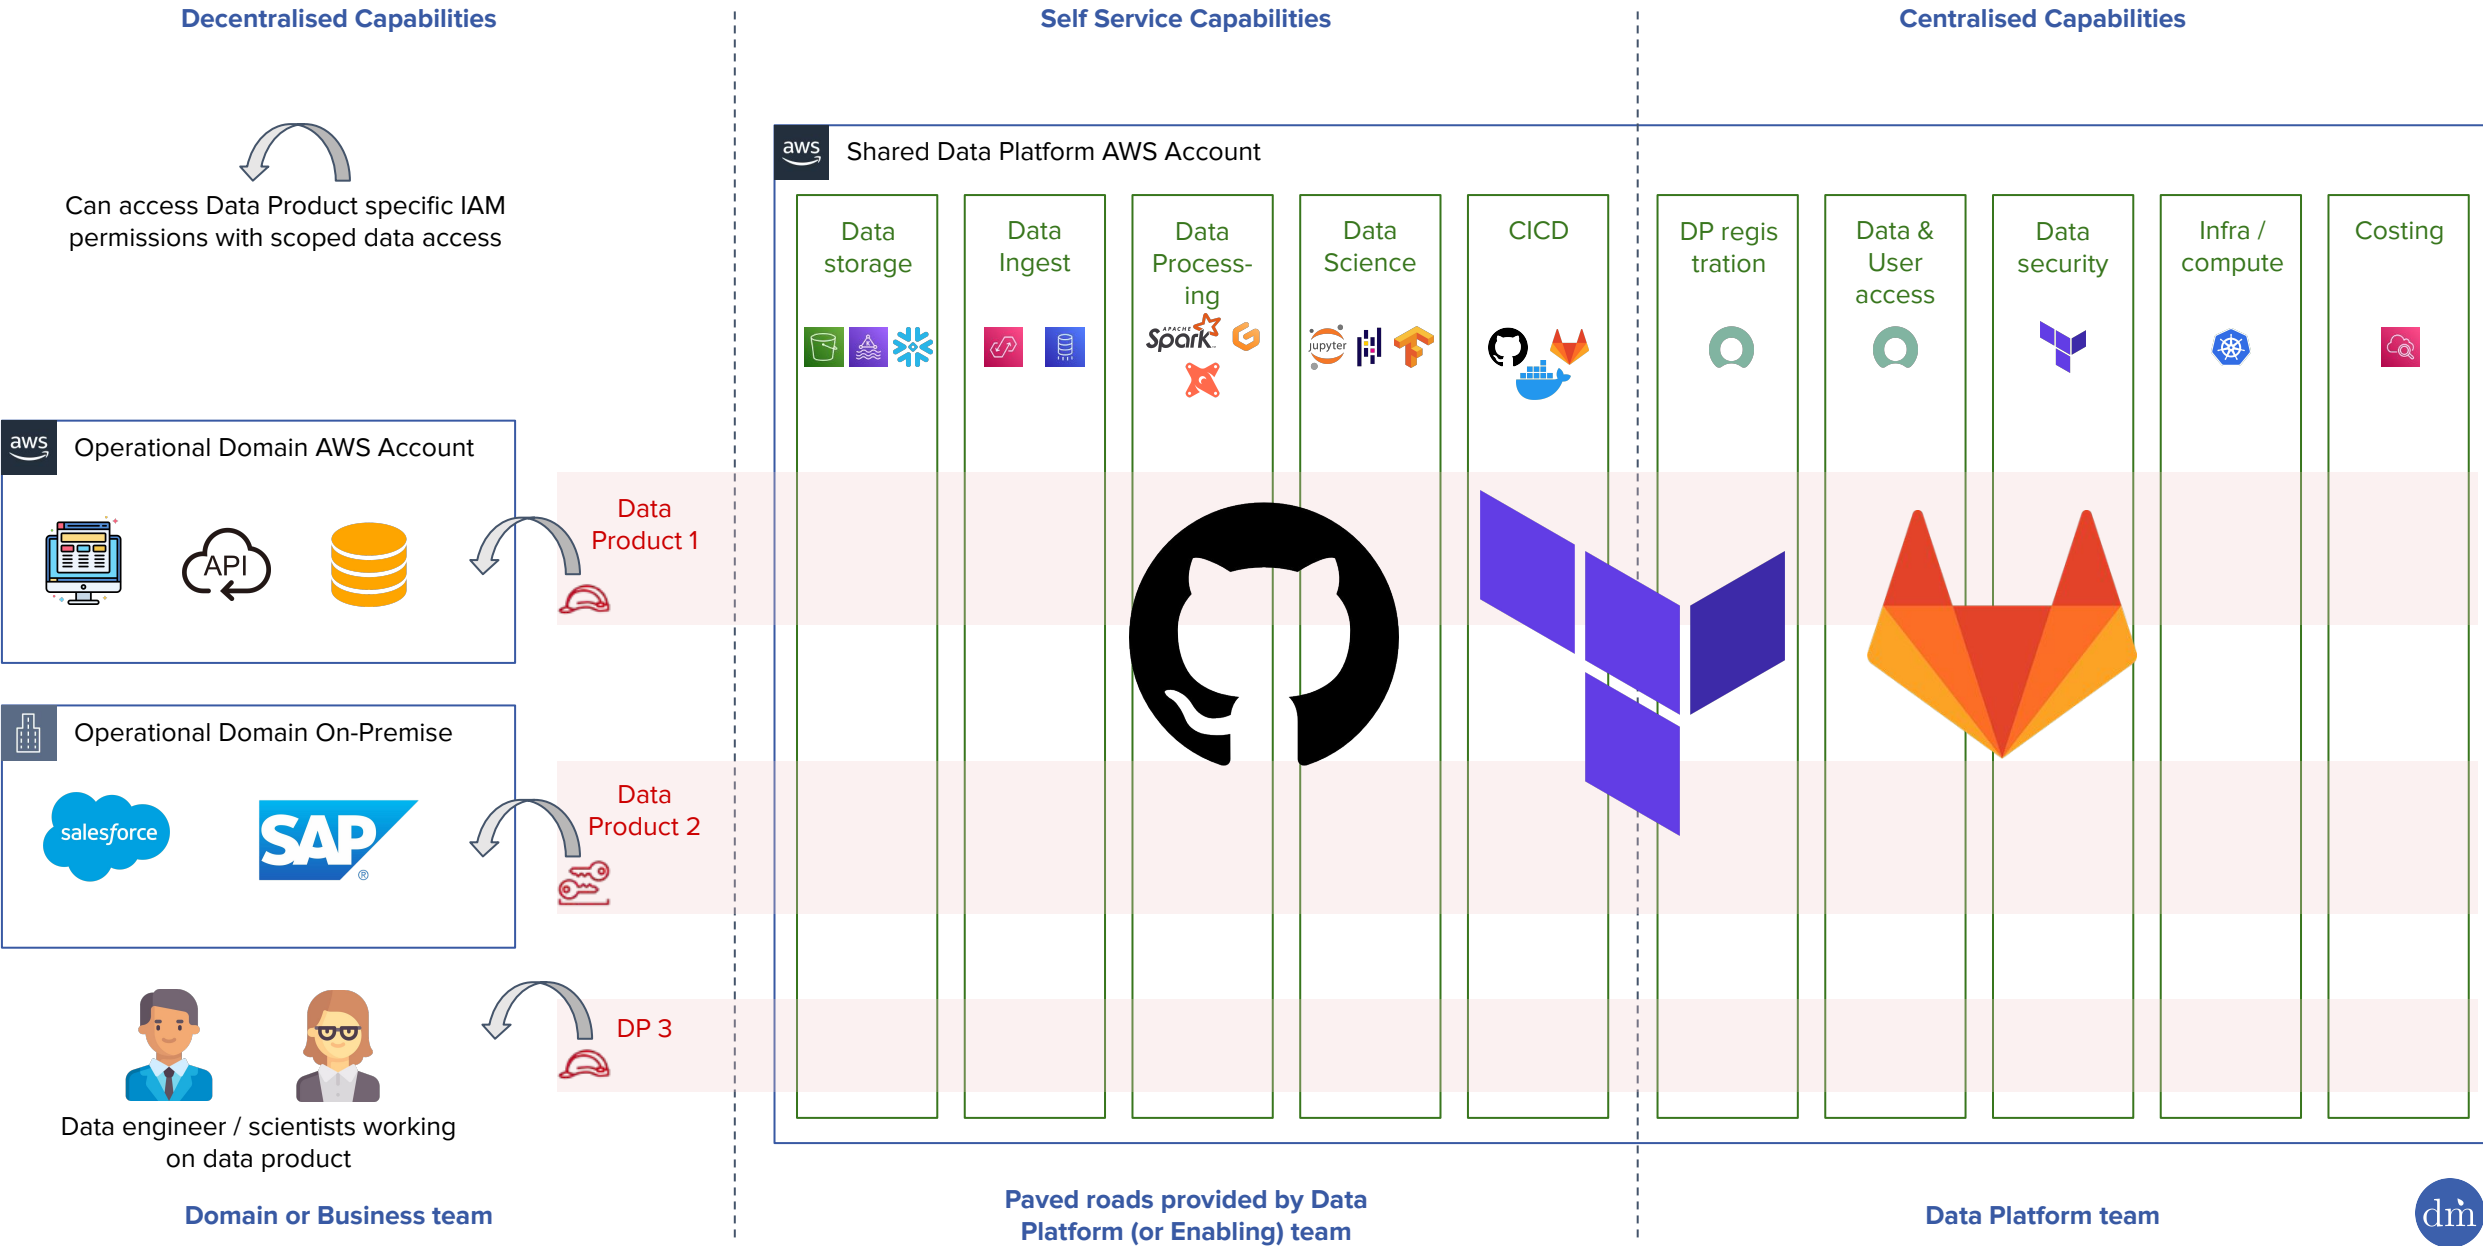 Decentralised Capabilities
Self Service Capabilities
Centralised Capabilities
Can access Data Product specific IAM
permissions with scoped data access
aws
Shared Data Platform AWS Account
Data
storage
Data
Ingest
Data
Process-
ing
Data
Science
CICD
DP regis
tration
Data &
User
access
Data
security
Infra /
compute
Costing
APACHE
Spark
jupyter
aws
Operational Domain AWS Account
API
Data
Product 1
Operational Domain On-Premise
salesforce
SAP
®
Data
Product 2
DP 3
Data engineer / scientists working
on data product
Domain or Business team
Paved roads provided by Data
Platform (or Enabling) team
Data Platform team
dm